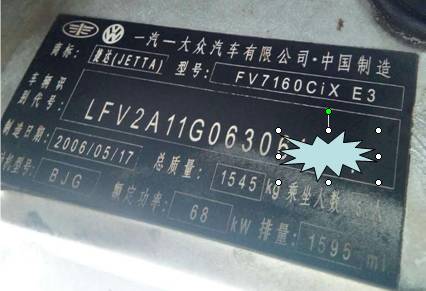 一汽一大众汽车有限公司·中国制造
商标: 捷达(JETTA) 型号: FV7160CiX E3
车辆识别代号: LFV2A11G06306
制造日期: 2006/05/17 总质量: 1545 kg 乘坐人数
机型号: BJG 额定功率: 68 kW 排量: 1595 ml